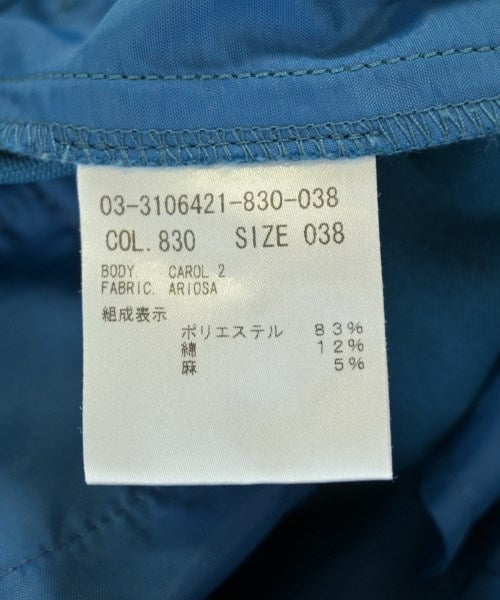 03-3106421-830-038
COL.830 SIZE 038
BODY. CAROL 2
FABRIC. ARIOSA
組成表示
ポリエステル 83%
綿 12%
麻 5%